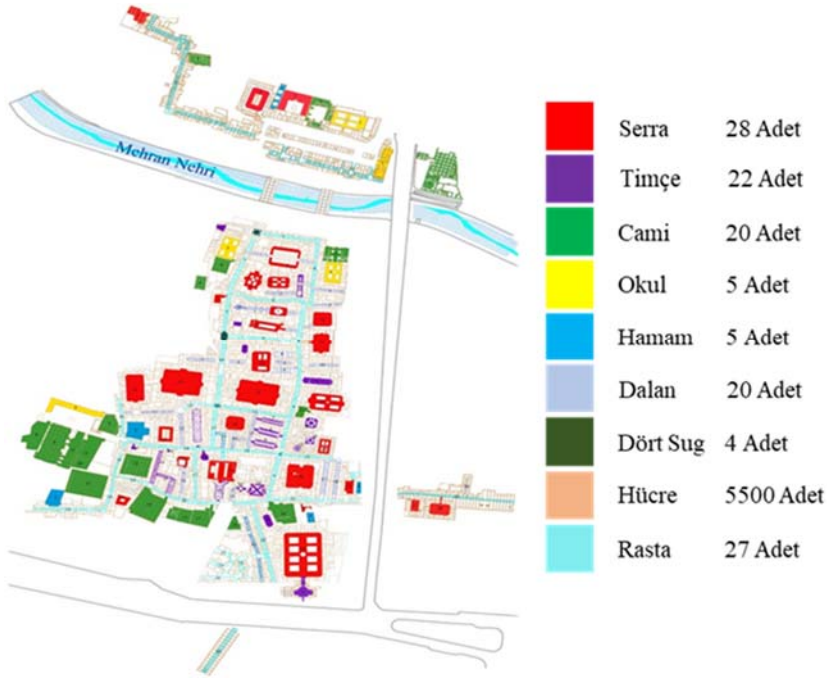 Mehran Nehri
Serra 28 Adet
Timçe 22 Adet
Cami 20 Adet
Okul 5 Adet
Hamam 5 Adet
Dalan 20 Adet
Dört Sug 4 Adet
Hücre 5500 Adet
Rasta 27 Adet